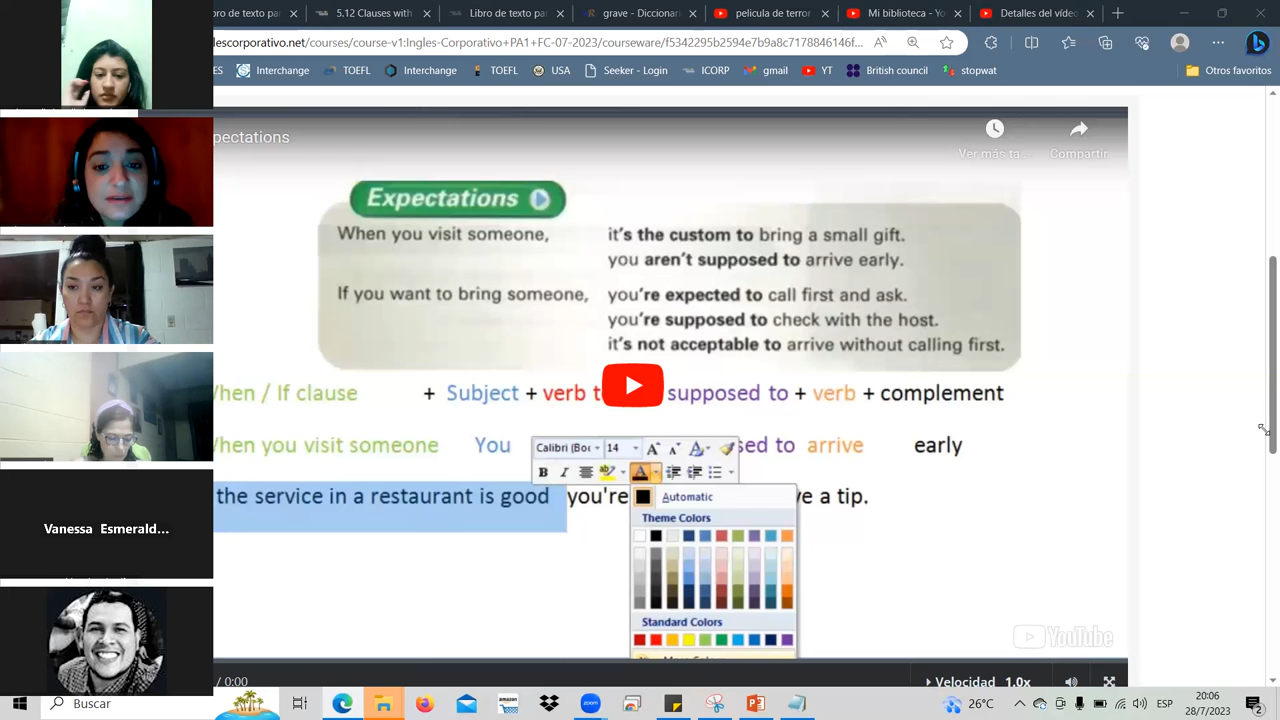 de texto par
5.12 Clauses with
grave - Diccionar
pelicula de terror
Mi biblioteca - Yo
Detalles del vídeo
lescorporativo.net/courses/course-v1:Ingles-Corporativo+PA1+FC-07-2023/courseware/f5342295b2594e7b9a8c7178846146f...
ES
Interchange
TOEFL
Interchange
TOEFL
USA
Seeker - Login
ICORP
gmail
YT
British council
stopwat
Otros favoritos
pectations
Ver más ta...
Compartir
Expectations
When you visit someone, it's the custom to bring a small gift.
you aren't supposed to arrive early.
If you want to bring someone, you're expected to call first and ask.
you're supposed to check with the host.
it's not acceptable to arrive without calling first.
When / If clause + Subject + verb t supposed to + verb + complement
When you visit someone You sed to arrive early
Calibri (Boc 14
the service in a restaurant is good you're ve a tip.
Automatic
Theme Colors
Standard Colors
Vanessa Esmerald...
YouTube
/ 0:00
Velocidad 1.0x
Buscar
amazon
zoom
26°C
ESP
20:06
28/7/2023
2